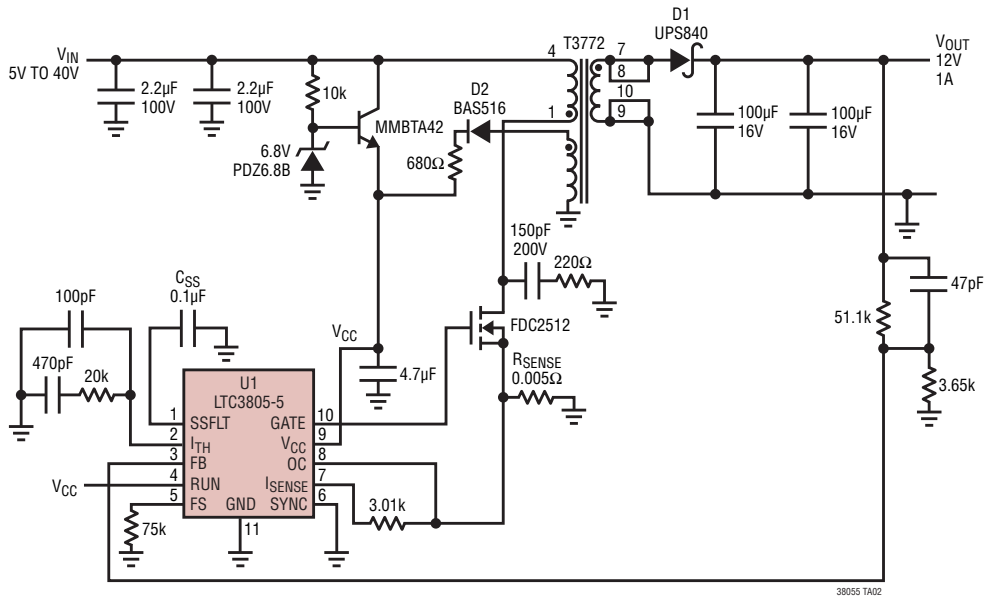 VIN
5V TO 40V
2.2µF
100V
2.2µF
100V
10k
6.8V
PDZ6.8B
MMBTA42
D2
BAS516
680Ω
4
1
T3772
7
8
10
9
D1
UPS840
VOUT
12V
1A
100µF
16V
100µF
16V
150pF
200V
220Ω
FDC2512
RSENSE
0.005Ω
47pF
51.1k
3.65k
CSS
0.1µF
100pF
470pF
20k
VCC
4.7µF
U1
LTC3805-5
1
SSFLT
2
ITH
3
FB
4
RUN
5
FS
GND
11
GATE
10
VCC
9
OC
8
ISENSE
7
SYNC
6
VCC
75k
3.01k
38055 TA02